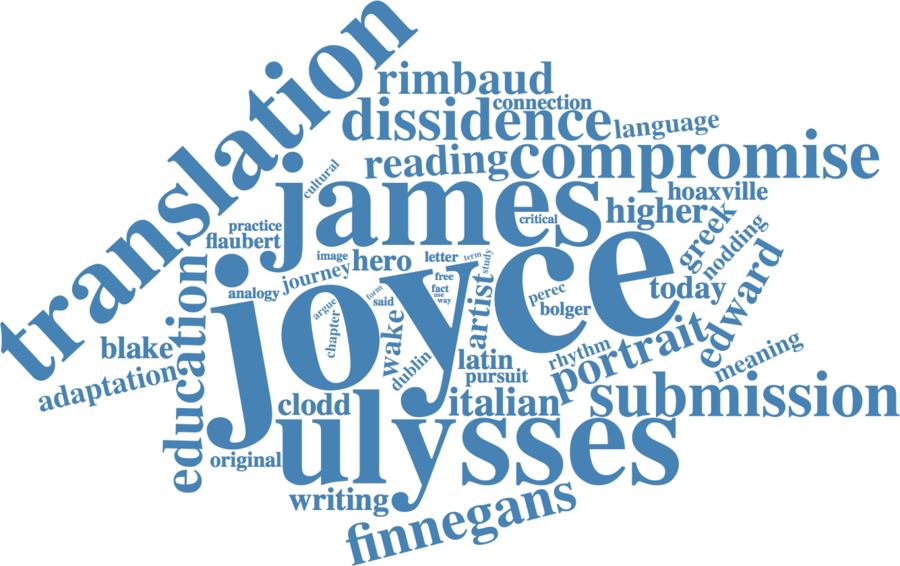 translation
rimbaud
connection
dissidence
language
reading
compromise
cultural
james
critical
hoaxville
higher
greek
nodding
practice
flaubert
image
hero
letter
term
study
journey
analogy
joyce
free
fact
use
way
form
said
argue
chapter
wake
dublin
artist
perec
bolger
today
edward
education
blake
adaptation
latin
pursuit
rhythm
portrait
meaning
clodd
italian
submission
ulysses
original
writing
finnegans